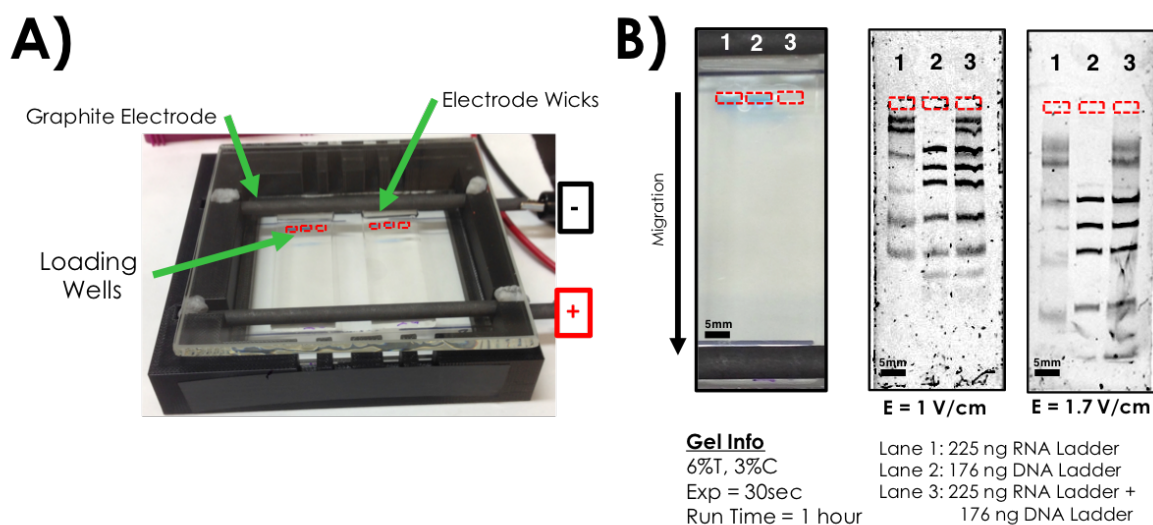 A)
Graphite Electrode
Electrode Wicks
Loading
Wells
-
+
B)
1 2 3
Migration
5mm
1 2 3
5mm
E = 1 V/cm
1 2 3
5mm
E = 1.7 V/cm
Gel Info
6%T, 3%C
Exp = 30sec
Run Time = 1 hour
Lane 1: 225 ng RNA Ladder
Lane 2: 176 ng DNA Ladder
Lane 3: 225 ng RNA Ladder +
176 ng DNA Ladder